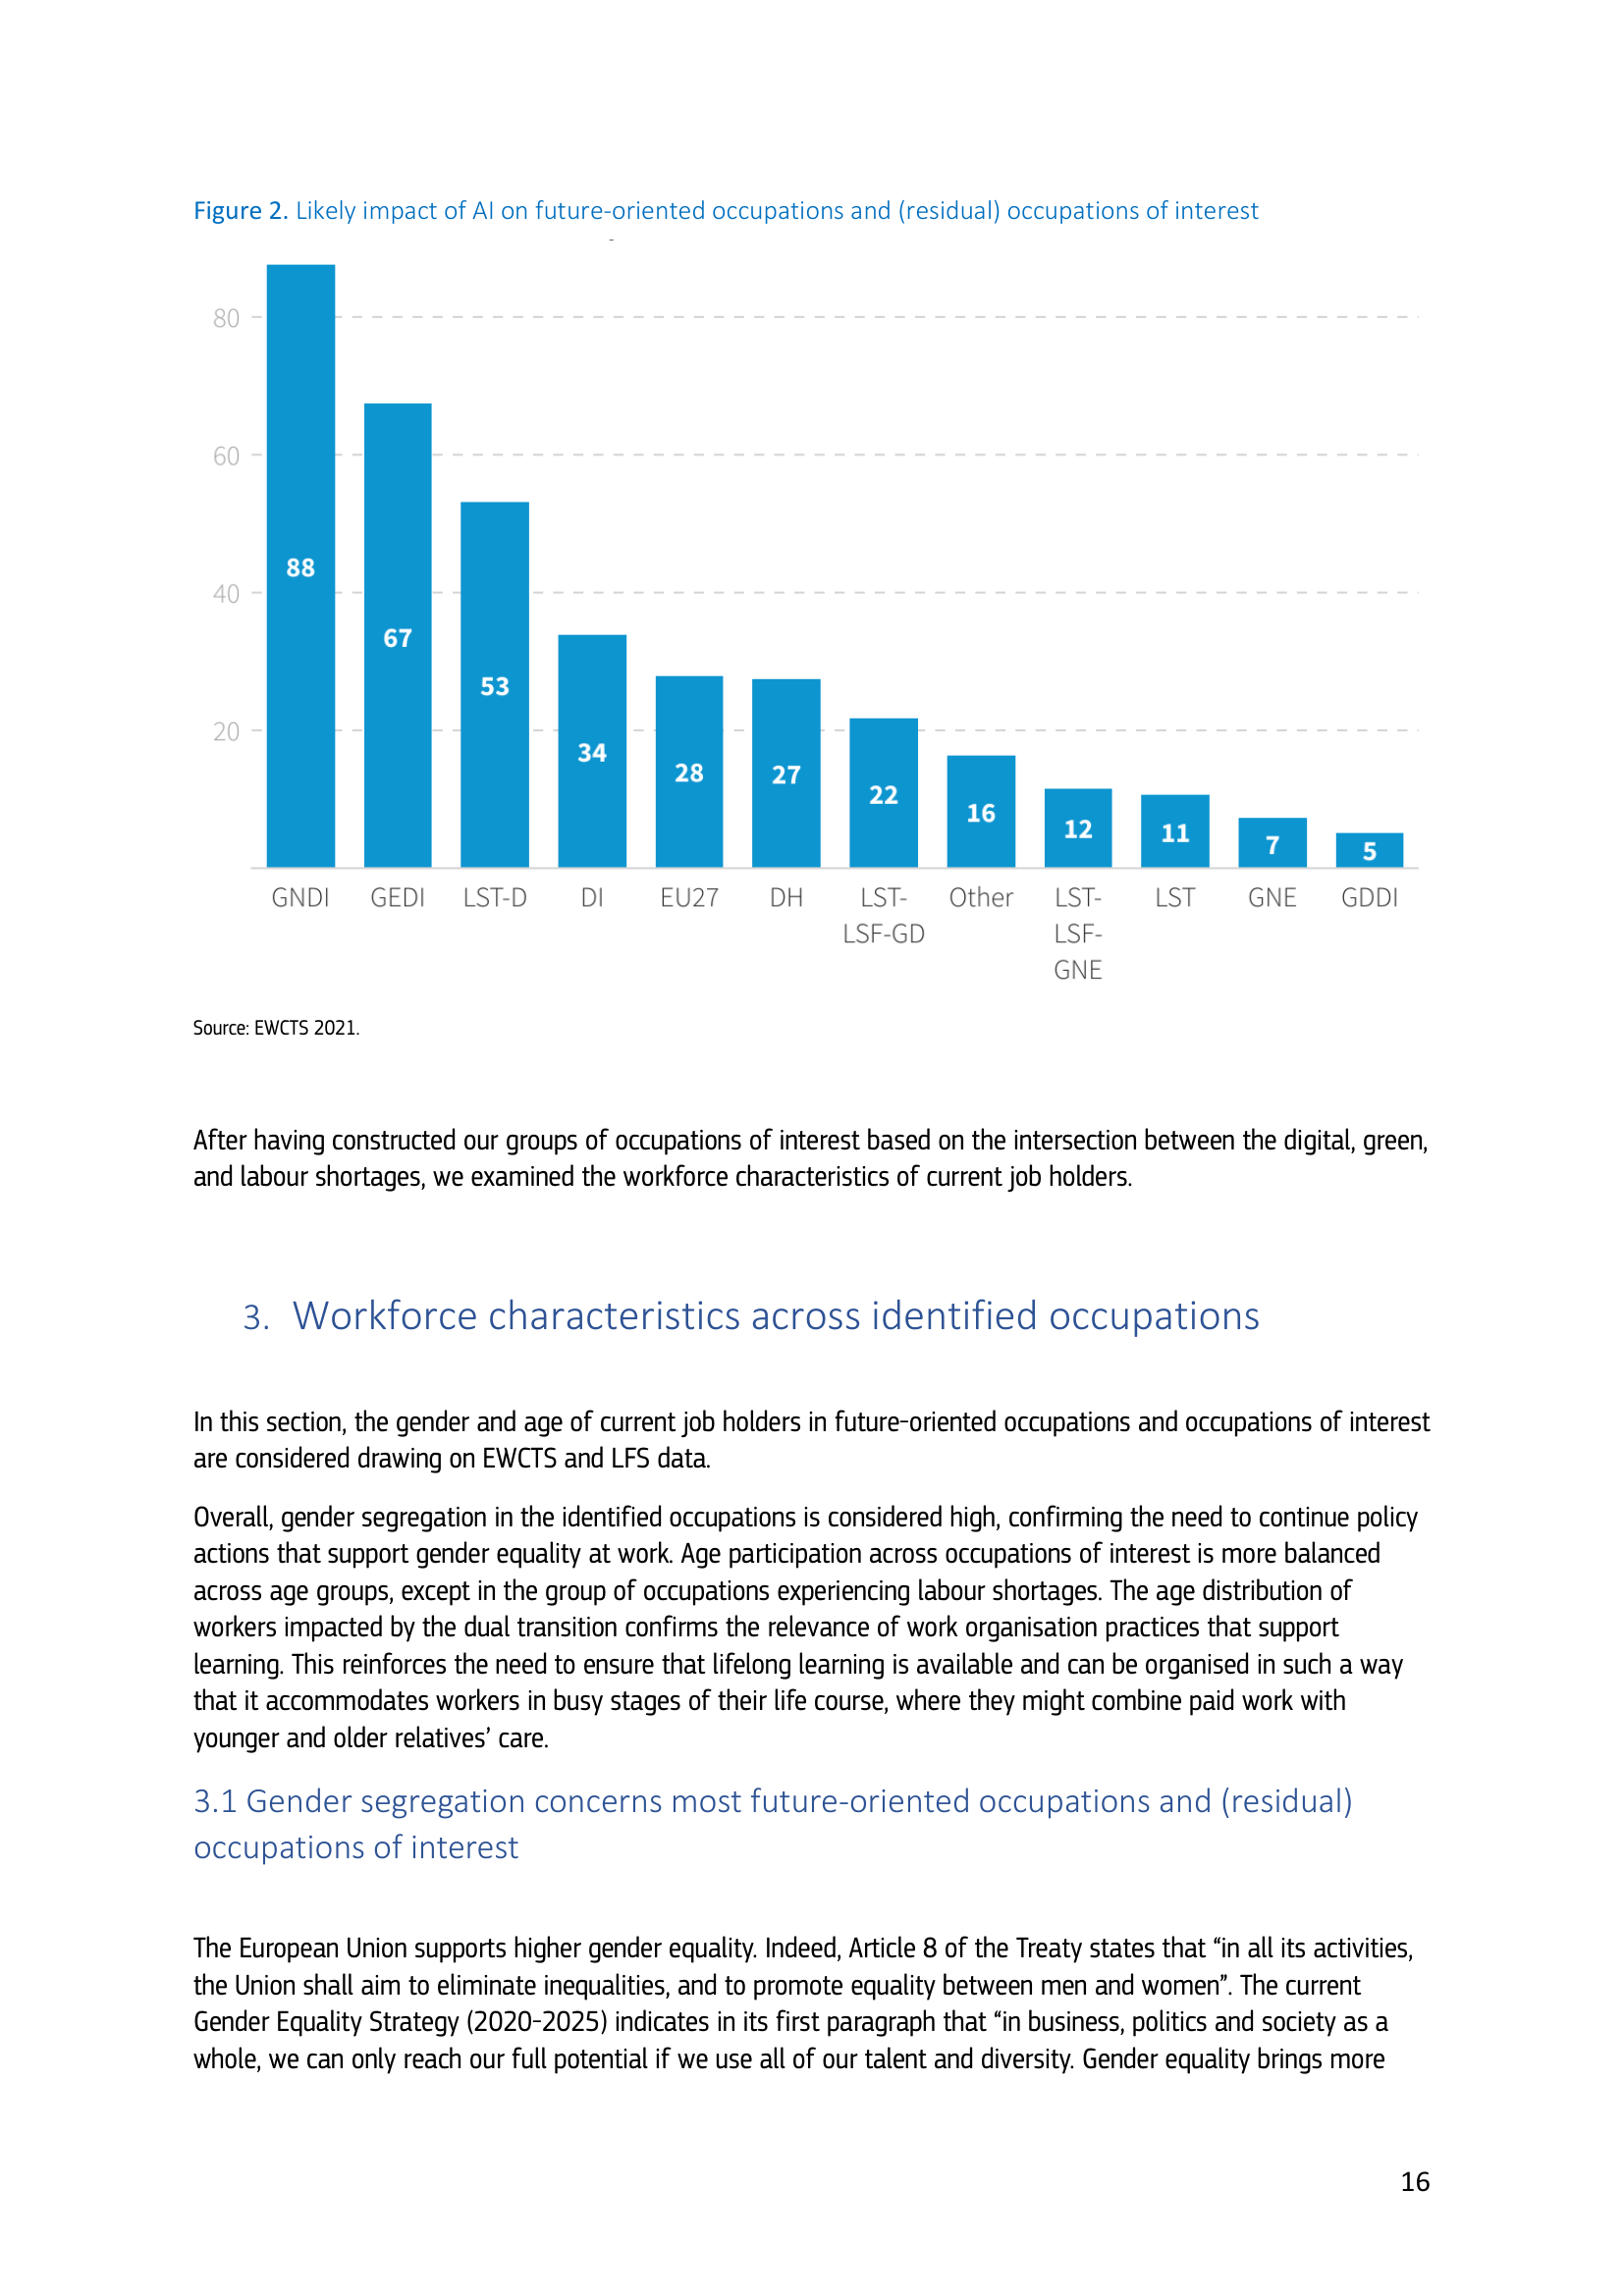 Figure 2. Likely impact of AI on future-oriented occupations and (residual) occupations of interest
80
60
40
20
88
67
53
34
28
27
22
16
12
11
7
5
GNDI
GEDI
LST-D
DI
EU27
DH
LST-
LSF-GD
Other
LST-
LSF-
GNE
LST
GNE
GDDI
Source: EWCTS 2021.
After having constructed our groups of occupations of interest based on the intersection between the digital, green,
and labour shortages, we examined the workforce characteristics of current job holders.
3. Workforce characteristics across identified occupations
In this section, the gender and age of current job holders in future-oriented occupations and occupations of interest
are considered drawing on EWCTS and LFS data.
Overall, gender segregation in the identified occupations is considered high, confirming the need to continue policy
actions that support gender equality at work. Age participation across occupations of interest is more balanced
across age groups, except in the group of occupations experiencing labour shortages. The age distribution of
workers impacted by the dual transition confirms the relevance of work organisation practices that support
learning. This reinforces the need to ensure that lifelong learning is available and can be organised in such a way
that it accommodates workers in busy stages of their life course, where they might combine paid work with
younger and older relatives’ care.
3.1 Gender segregation concerns most future-oriented occupations and (residual)
occupations of interest
The European Union supports higher gender equality. Indeed, Article 8 of the Treaty states that “in all its activities,
the Union shall aim to eliminate inequalities, and to promote equality between men and women”. The current
Gender Equality Strategy (2020-2025) indicates in its first paragraph that “in business, politics and society as a
whole, we can only reach our full potential if we use all of our talent and diversity. Gender equality brings more
16